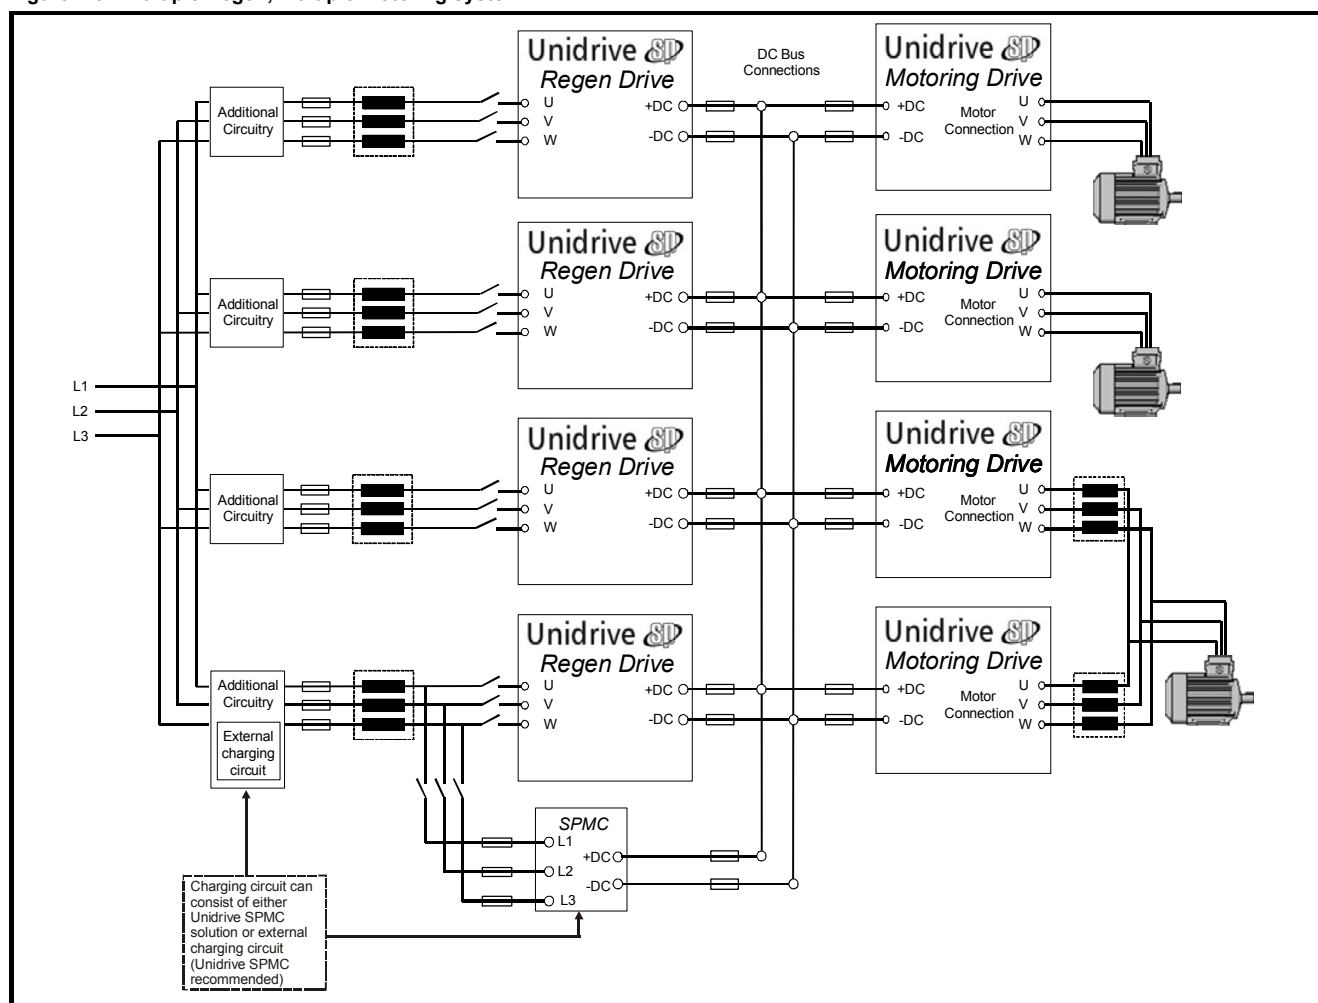 Unidrive SP
Regen Drive
Additional
Circuitry
U
V
W
+DC
-DC
DC Bus
Connections
Unidrive SP
Motoring Drive
+DC
-DC
Motor
Connection
U
V
W
Unidrive SP
Regen Drive
Additional
Circuitry
U
V
W
+DC
-DC
Unidrive SP
Motoring Drive
+DC
-DC
Motor
Connection
U
V
W
L1
L2
L3
Unidrive SP
Regen Drive
Additional
Circuitry
U
V
W
+DC
-DC
Unidrive SP
Motoring Drive
+DC
-DC
Motor
Connection
U
V
W
Unidrive SP
Regen Drive
Additional
Circuitry
External
charging
circuit
U
V
W
+DC
-DC
Unidrive SP
Motoring Drive
+DC
-DC
Motor
Connection
U
V
W
SPMC
L1
L2
L3
+DC
-DC
Charging circuit can
consist of either
Unidrive SPMC
solution or external
charging circuit
(Unidrive SPMC
recommended)